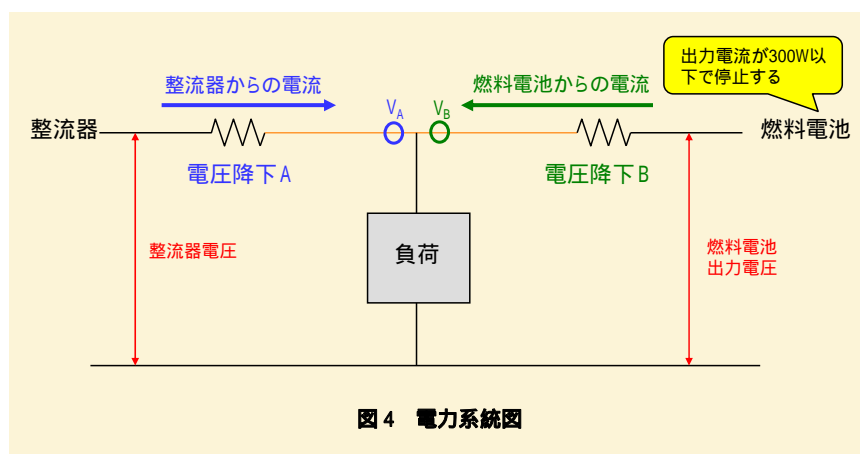 出力電流が300W以
下で停止する
整流器からの電流
燃料電池からの電流
VA
VB
整流器
燃料電池
電圧降下A
電圧降下B
整流器電圧
負荷
燃料電池
出力電圧
図4 電力系統図